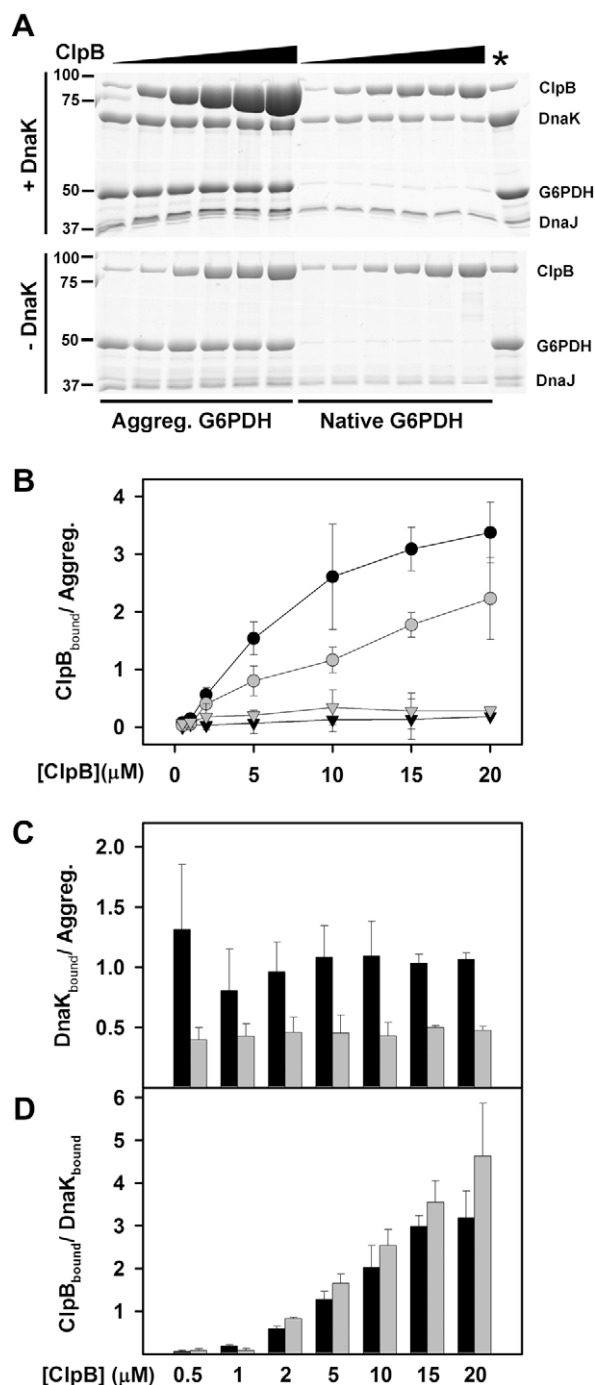 A
ClpB
*
+ DnaK
100
75
50
37
ClpB
DnaK
G6PDH
DnaJ
- DnaK
100
75
50
37
ClpB
G6PDH
DnaJ
Aggreg. G6PDH
Native G6PDH
B
ClpBbound/ Aggreg.
4
3
2
1
0
[ClpB](μM) 0 5 10 15 20
C
DnaKbound/ Aggreg.
2.0
1.5
1.0
0.5
D
ClpBbound/ DnaKbound
6
5
4
3
2
1
[ClpB] (μM) 0.5 1 2 5 10 15 20